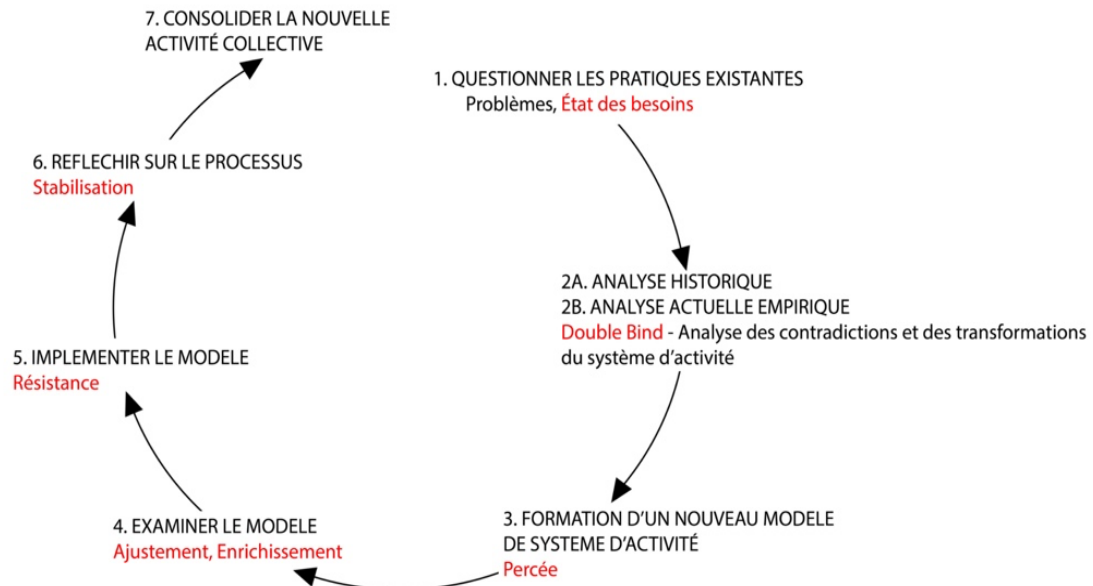 7. CONSOLIDER LA NOUVELLE
ACTIVITÉ COLLECTIVE
1. QUESTIONNER LES PRATIQUES EXISTANTES
Problèmes, État des besoins
6. REFLECHIR SUR LE PROCESSUS
Stabilisation
2A. ANALYSE HISTORIQUE
2B. ANALYSE ACTUELLE EMPIRIQUE
Double Bind - Analyse des contradictions et des transformations
du système d'activité
5. IMPLEMENTER LE MODELE
Résistance
3. FORMATION D'UN NOUVEAU MODELE
DE SYSTEME D'ACTIVITÉ
Percée
4. EXAMINER LE MODELE
Ajustement, Enrichissement